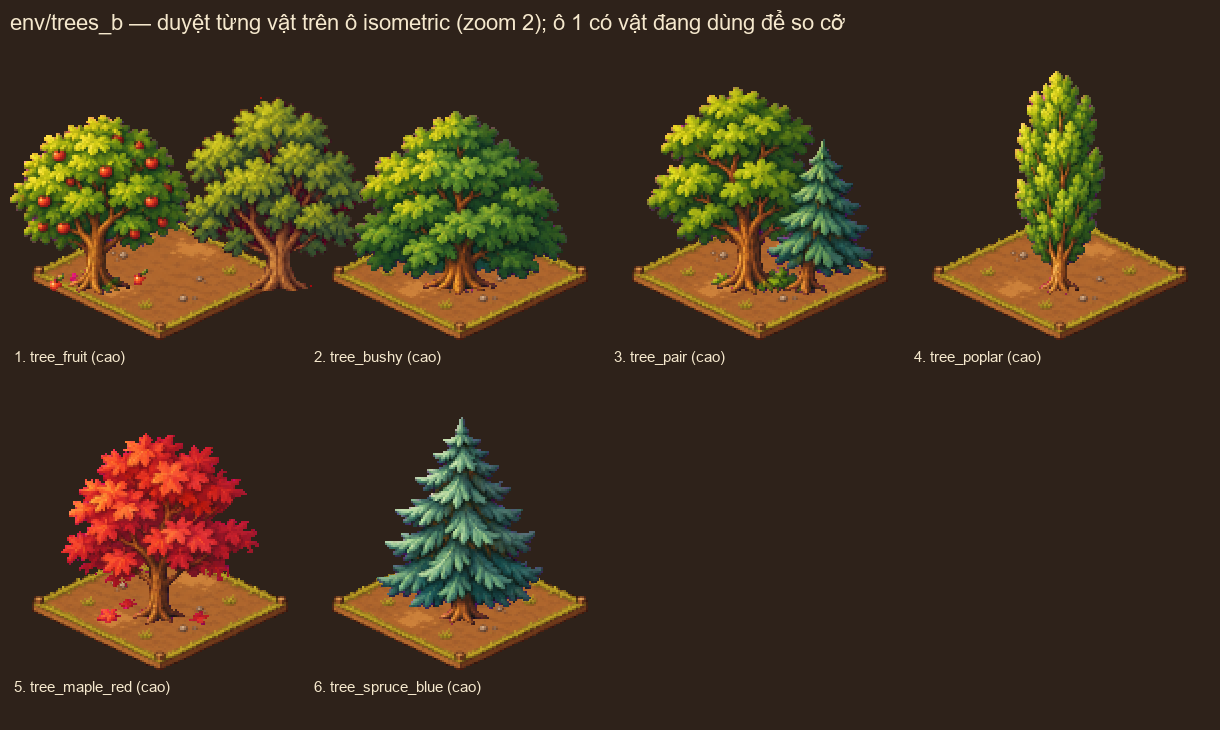 env/trees_b — duyệt từng vật trên ô isometric (zoom 2); ô 1 có vật đang dùng để so cỡ
1. tree_fruit (cao)
2. tree_bushy (cao)
3. tree_pair (cao)
4. tree_poplar (cao)
5. tree_maple_red (cao)
6. tree_spruce_blue (cao)